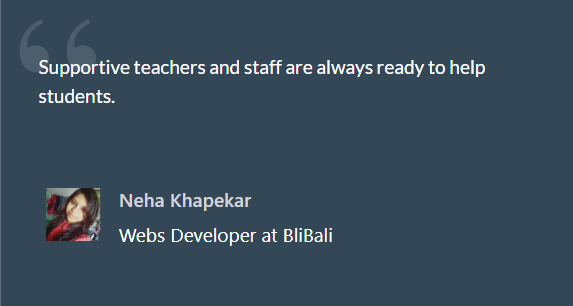 Supportive teachers and staff are always ready to help
students.
Neha Khapekar
Webs Developer at BliBali